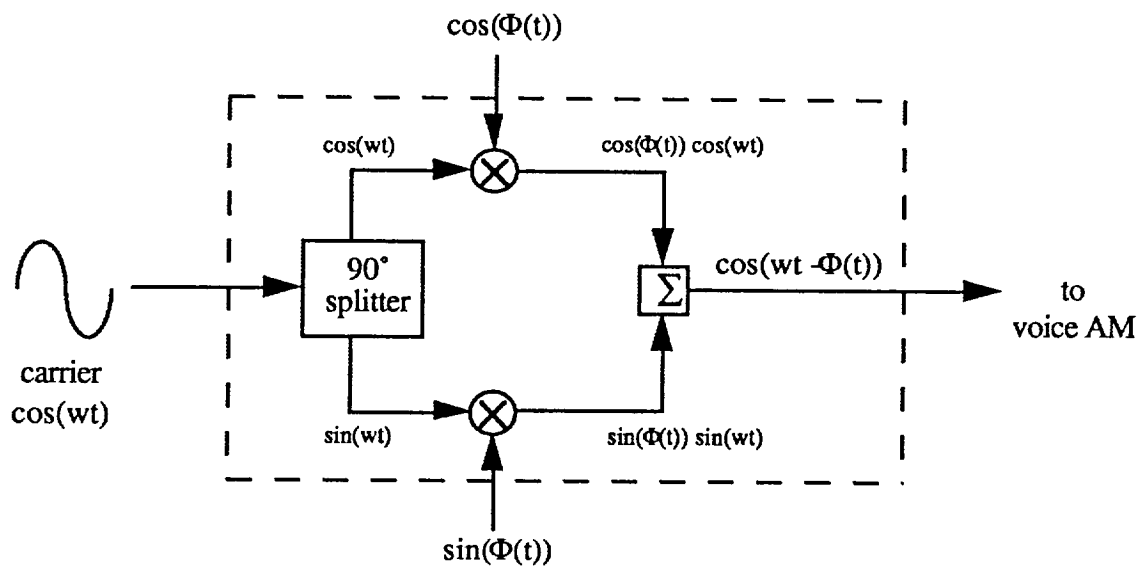 cos(Φ(t))
cos(wt)
cos(Φ(t)) cos(wt)
90°
splitter
Σ
cos(wt -Φ(t))
to
voice AM
carrier
cos(wt)
sin(wt)
sin(Φ(t)) sin(wt)
sin(Φ(t))